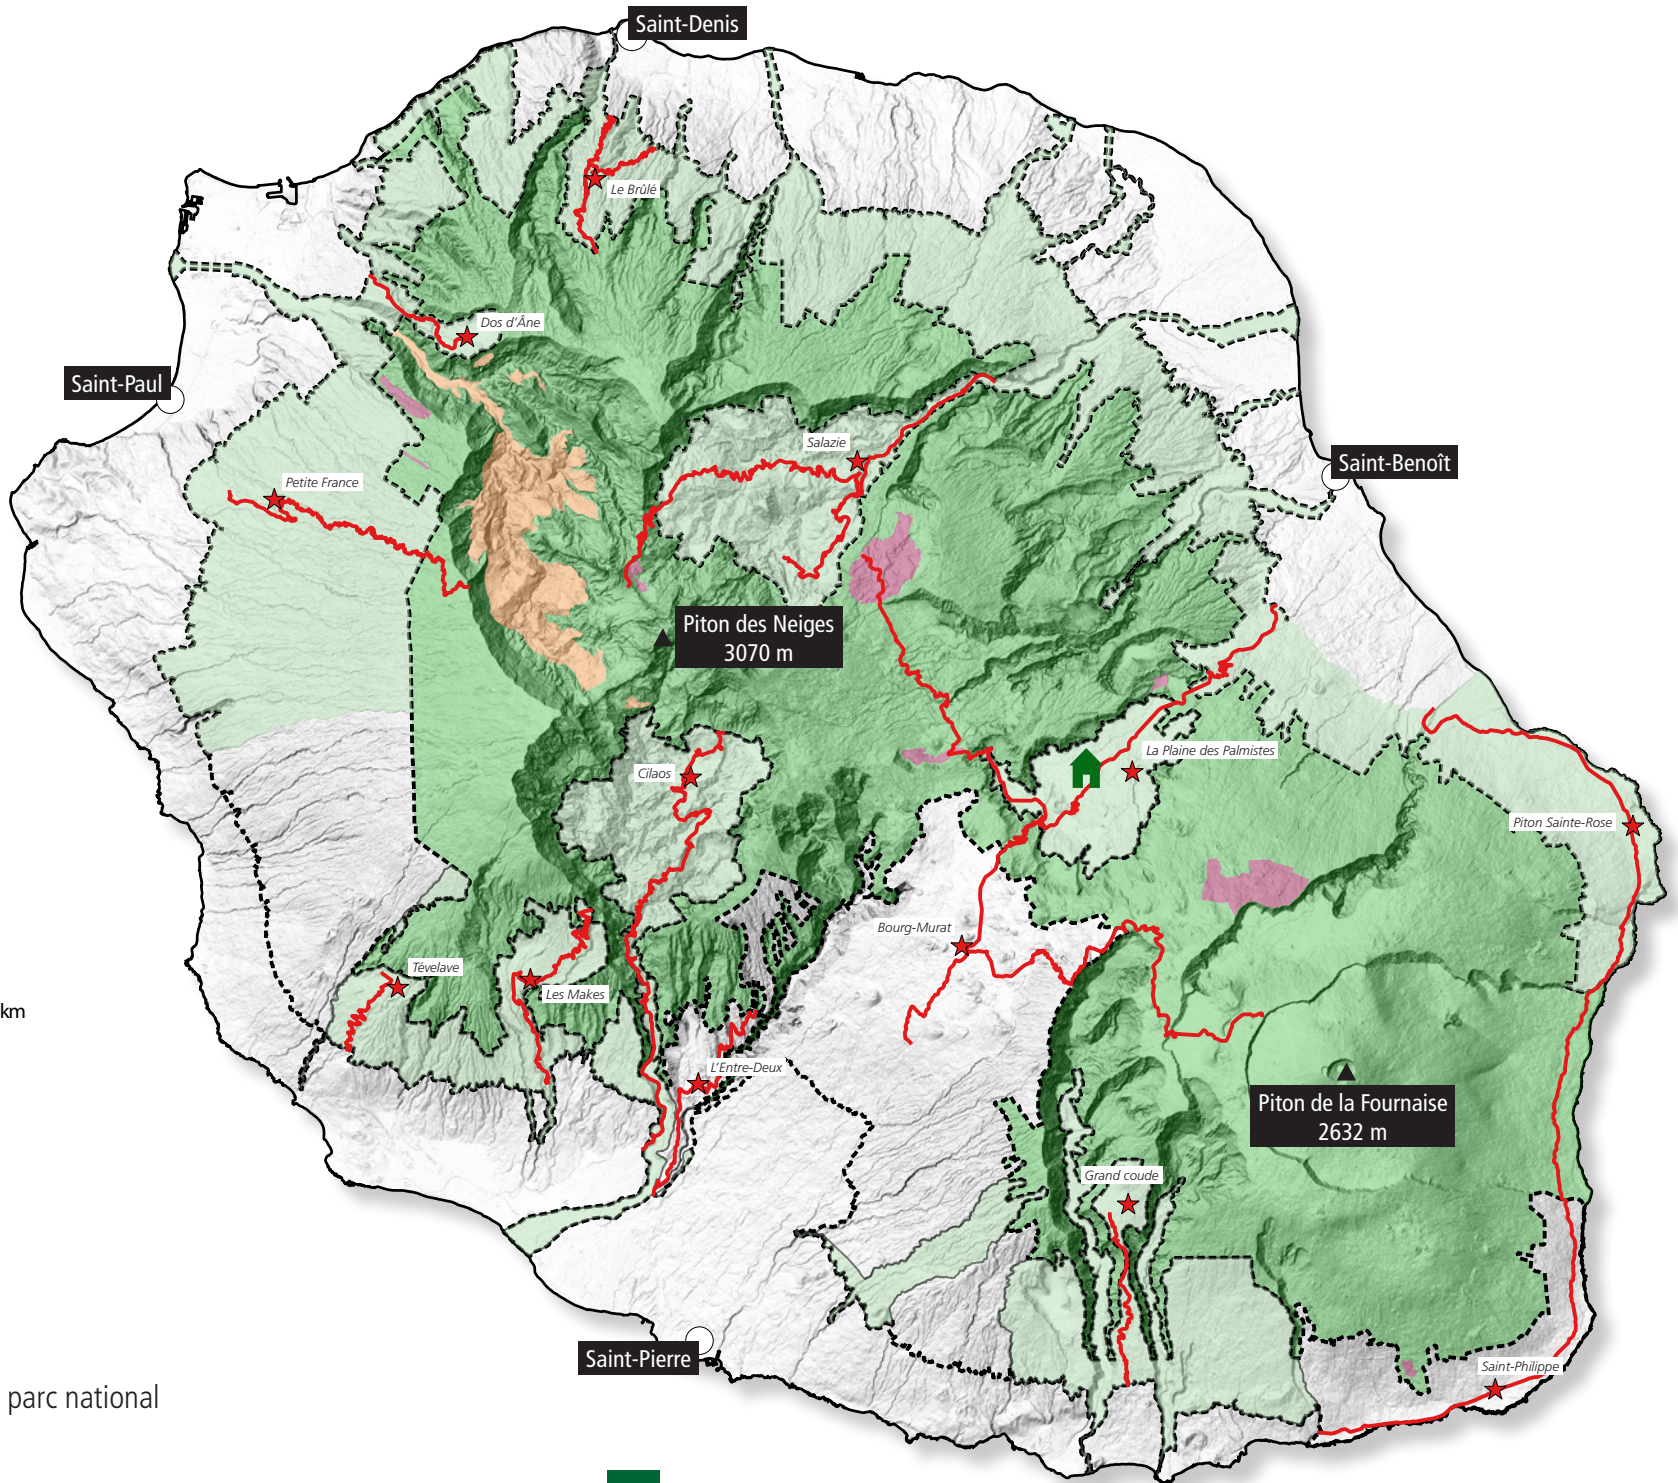 Saint-Denis
Le Brûlé
Dos d'Âne
Saint-Paul
Salazie
Saint-Benoît
Petite France
Piton des Neiges
3070 m
La Plaine des Palmistes
Cilaos
Piton Sainte-Rose
Bourg-Murat
Tévelave
Les Makes
km
L'Entre-Deux
Piton de la Fournaise
2632 m
Grand coude
Saint-Pierre
Saint-Philippe
parc national